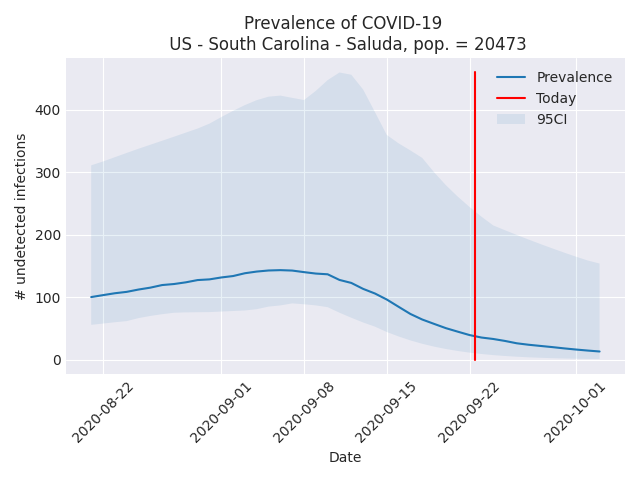 Prevalence of COVID-19
US - South Carolina - Saluda, pop. = 20473
Prevalence
Today
95CI
# undetected infections
400
300
200
100
0
2020-08-22
2020-09-01
2020-09-08
2020-09-15
2020-09-22
2020-10-01
Date